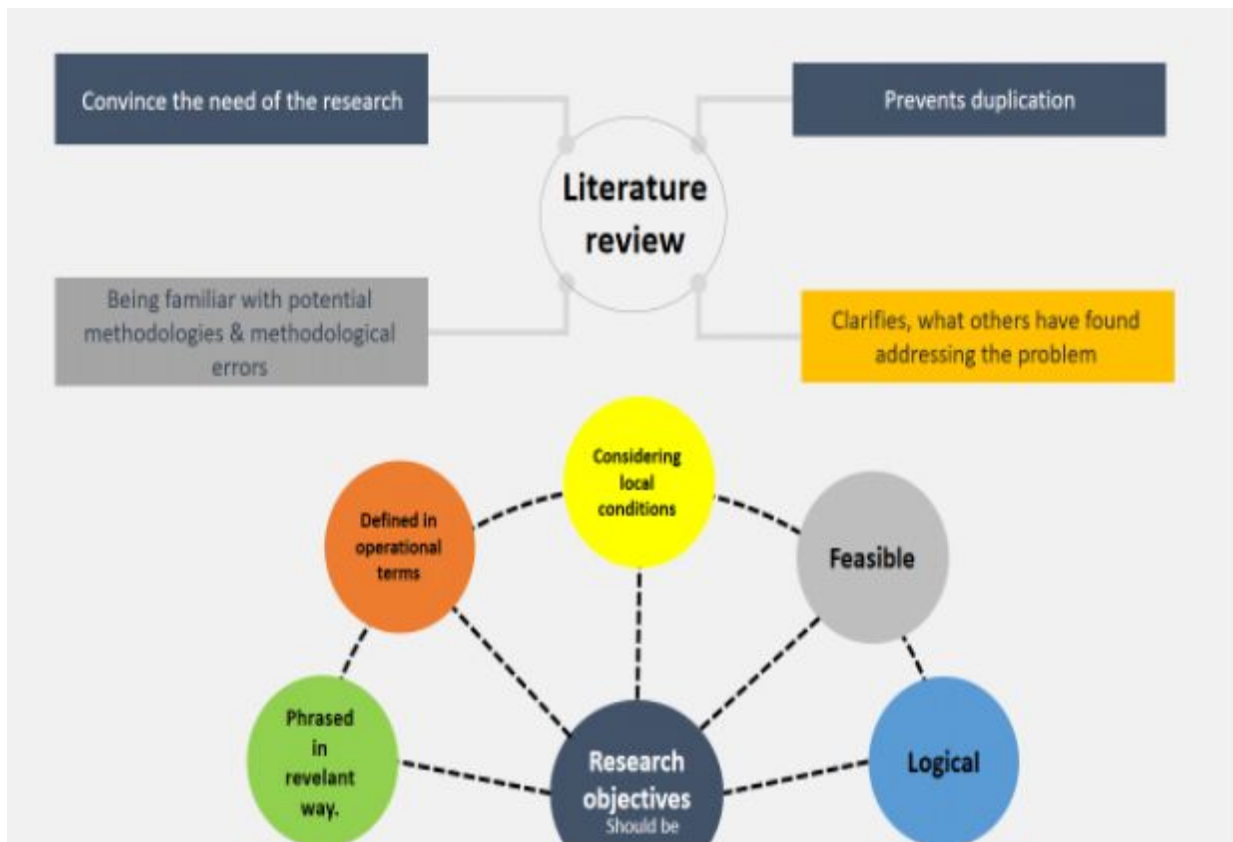 Convince the need of the research
Prevents duplication
Literature
review
Being familiar with potential
methodologies & methodological
errors
Clarifies, what others have found
addressing the problem
Considering
local
conditions
Defined in
operational
terms
Feasible
Phrased
in
revelant
way.
Research
objectives
Should be
Logical